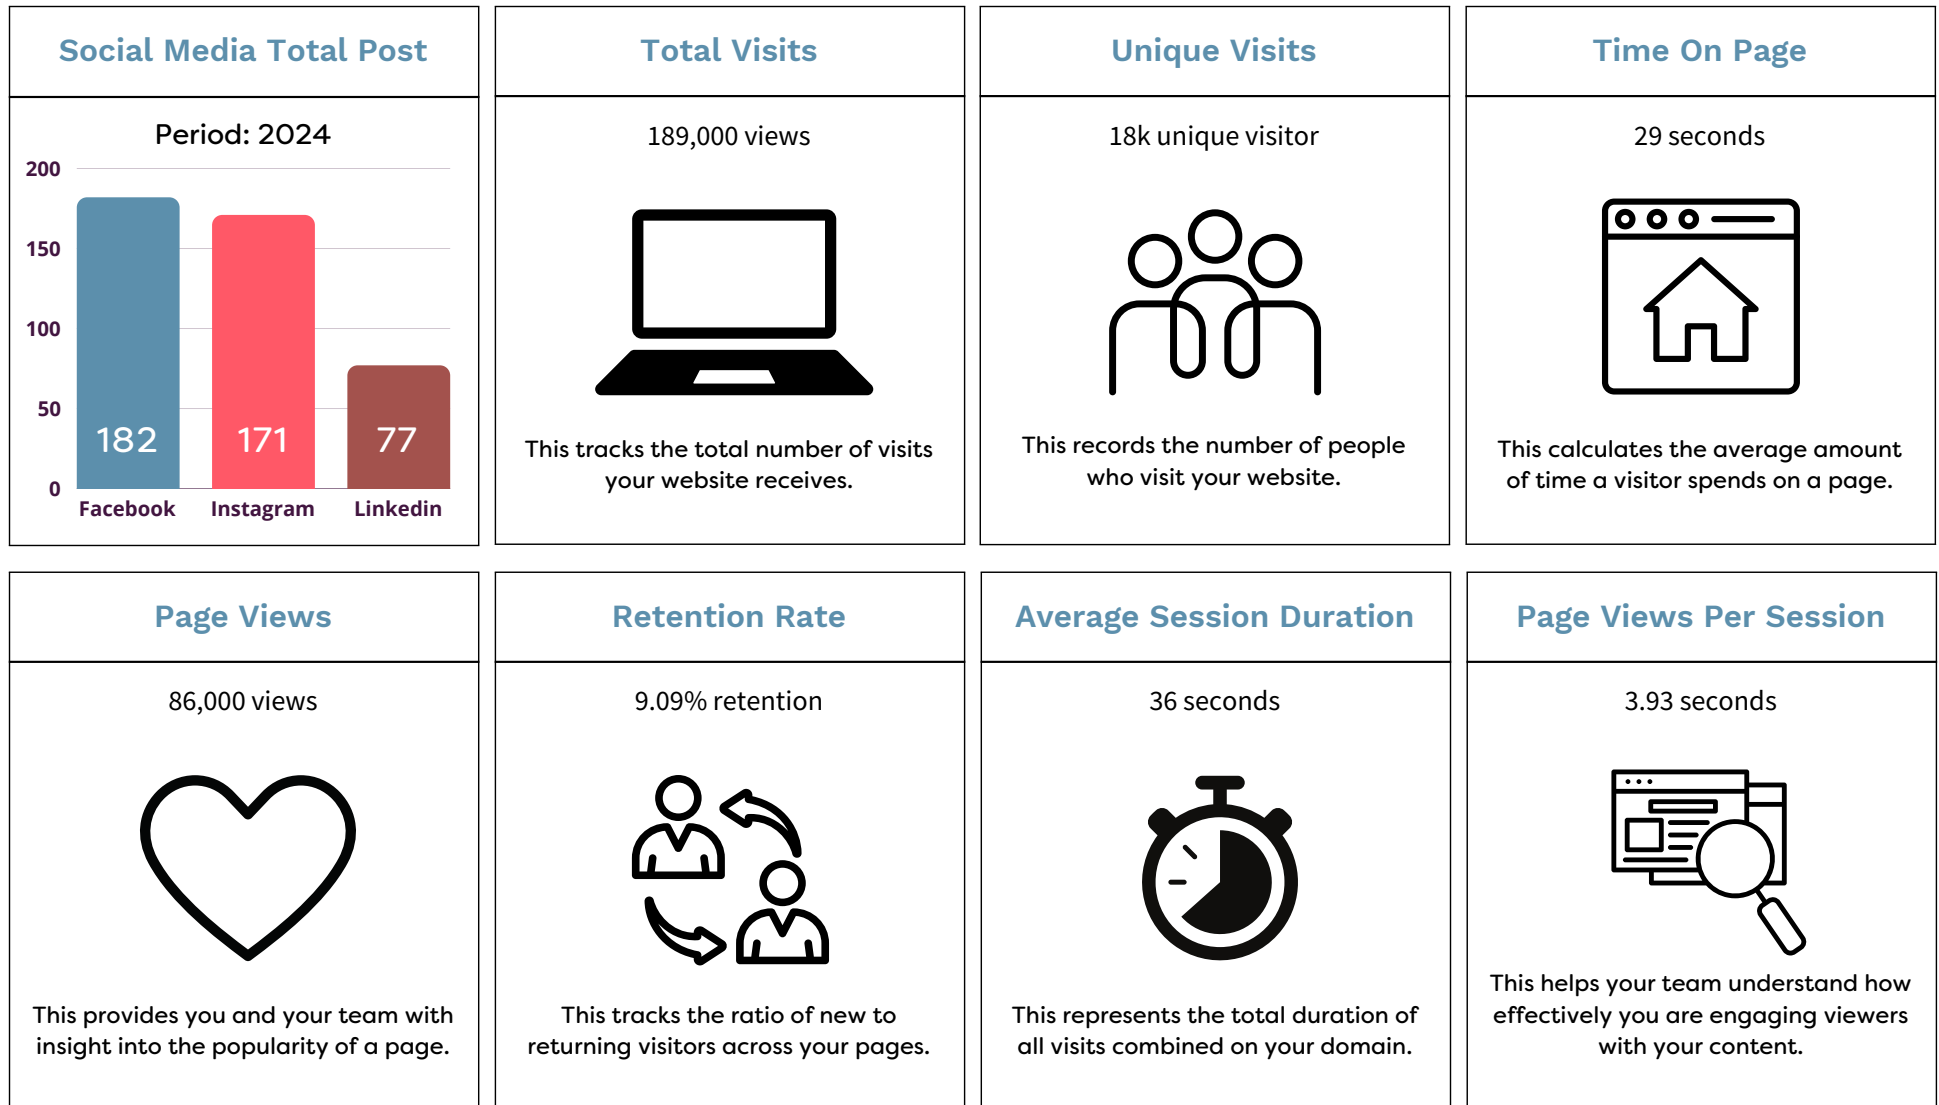 Social Media Total Post
Period: 2024
200
150
100
50
0
182
171
77
Facebook
Instagram
Linkedin
Total Visits
189,000 views
This tracks the total number of visits
your website receives.
Unique Visits
18k unique visitor
This records the number of people
who visit your website.
Time On Page
29 seconds
This calculates the average amount
of time a visitor spends on a page.
Page Views
86,000 views
This provides you and your team with
insight into the popularity of a page.
Retention Rate
9.09% retention
This tracks the ratio of new to
returning visitors across your pages.
Average Session Duration
36 seconds
This represents the total duration of
all visits combined on your domain.
Page Views Per Session
3.93 seconds
This helps your team understand how
effectively you are engaging viewers
with your content.